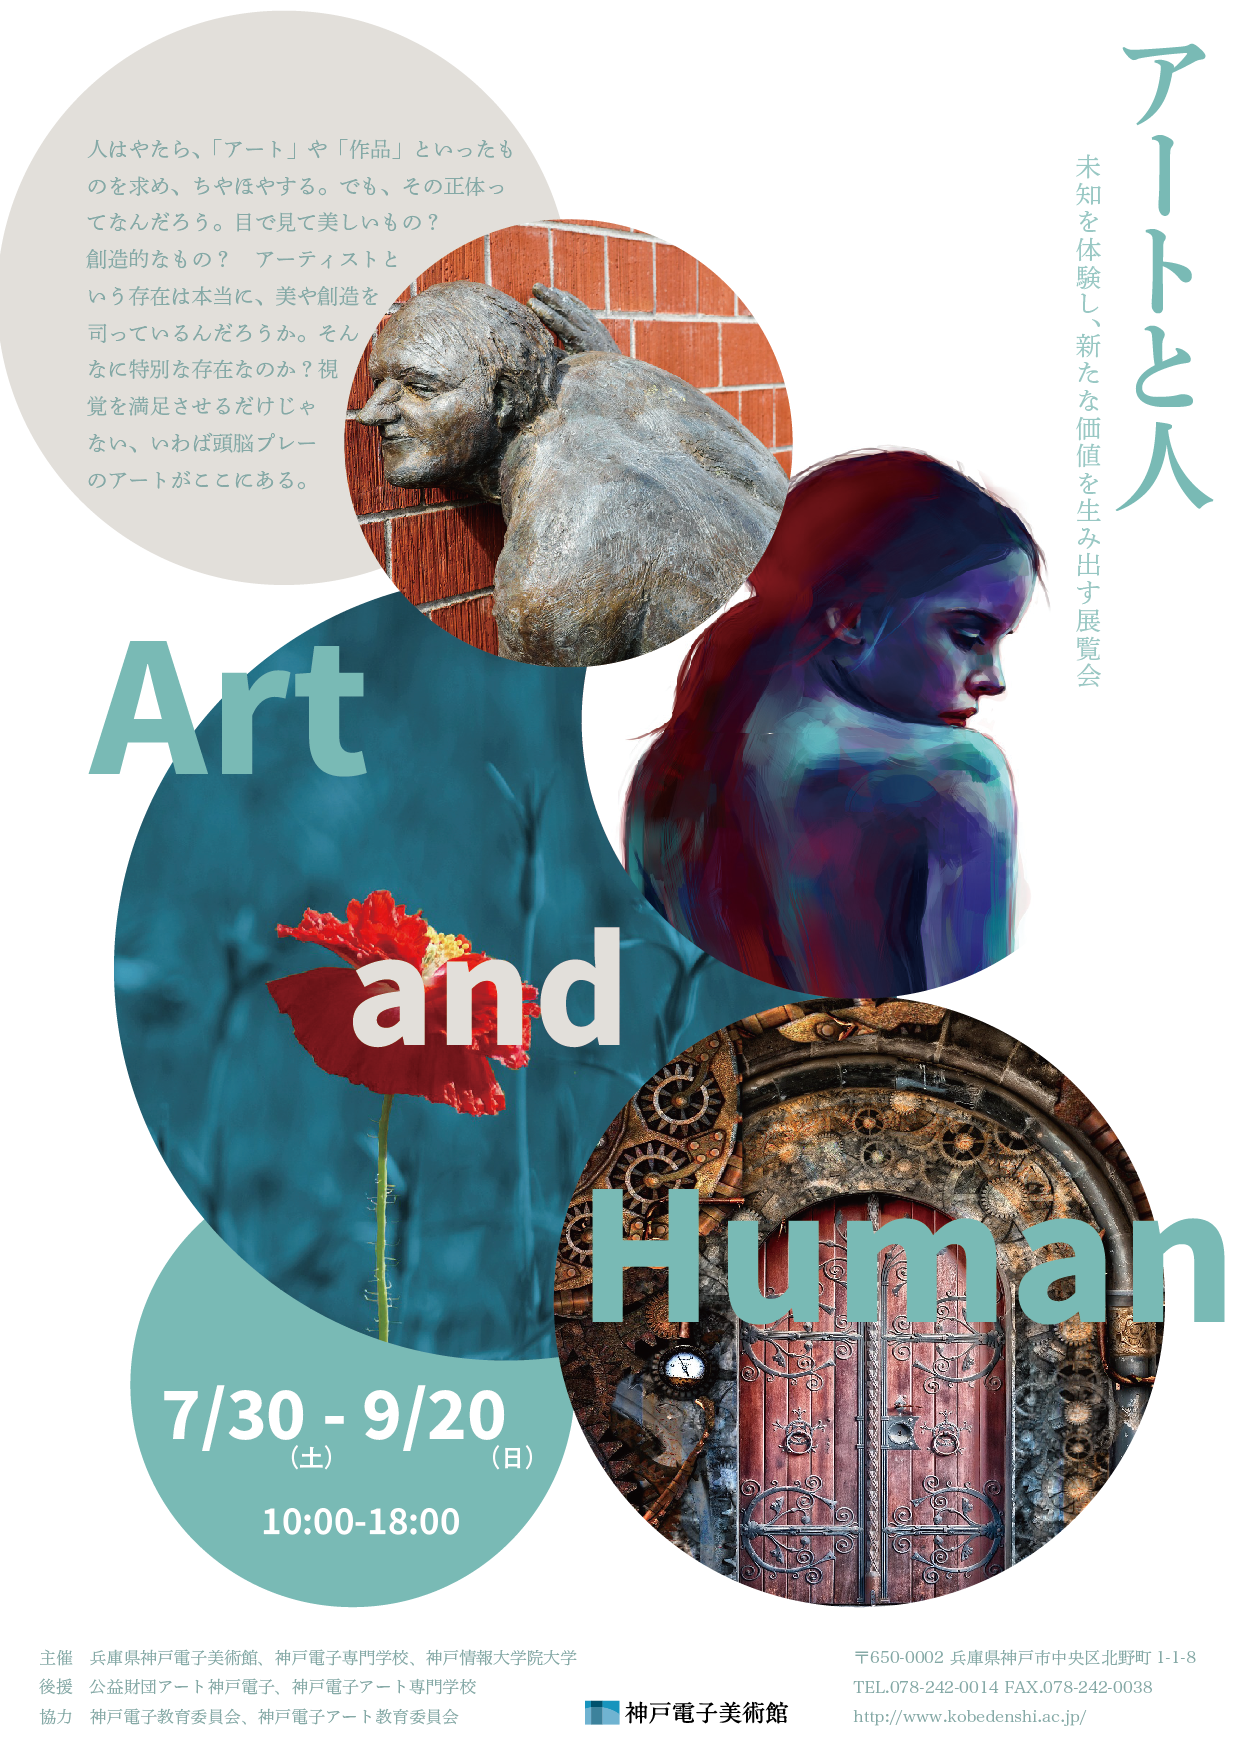 アートと人
未知を体験し、新たな価値を生み出す展覧会
人はやたら、「アート」や「作品」といったも
のを求め、ちやほやする。でも、その正体っ
てなんだろう。目で見て美しいもの？
創造的なもの？　アーティストと
いう存在は本当に、美や創造を
司っているんだろうか。そん
なに特別な存在なのか？視
覚を満足させるだけじゃ
ない、いわば頭脳プレー
のアートがここにある。
Art
and
Human
7/30 - 9/20
（土）（日）
10:00-18:00
主催　兵庫県神戸電子美術館、神戸電子専門学校、神戸情報大学院大学
後援　公益財団アート神戸電子、神戸電子アート専門学校
協力　神戸電子教育委員会、神戸電子アート教育委員会
神戸電子美術館
〒650-0002 兵庫県神戸市中央区北野町 1-1-8
TEL.078-242-0014 FAX.078-242-0038
http://www.kobedenshi.ac.jp/